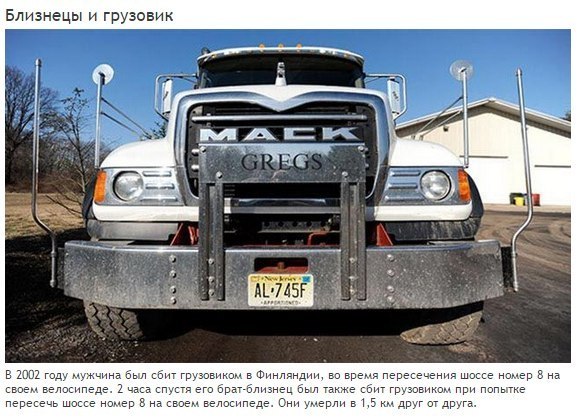 Близнецы и грузовик
MACK
GREGS
New Jersey
AL•745F
APPORTIONED
В 2002 году мужчина был сбит грузовиком в Финляндии, во время пересечения шоссе номер 8 на
своем велосипеде. 2 часа спустя его брат-близнец был также сбит грузовиком при попытке
пересечь шоссе номер 8 на своем велосипеде. Они умерли в 1,5 км друг от друга.